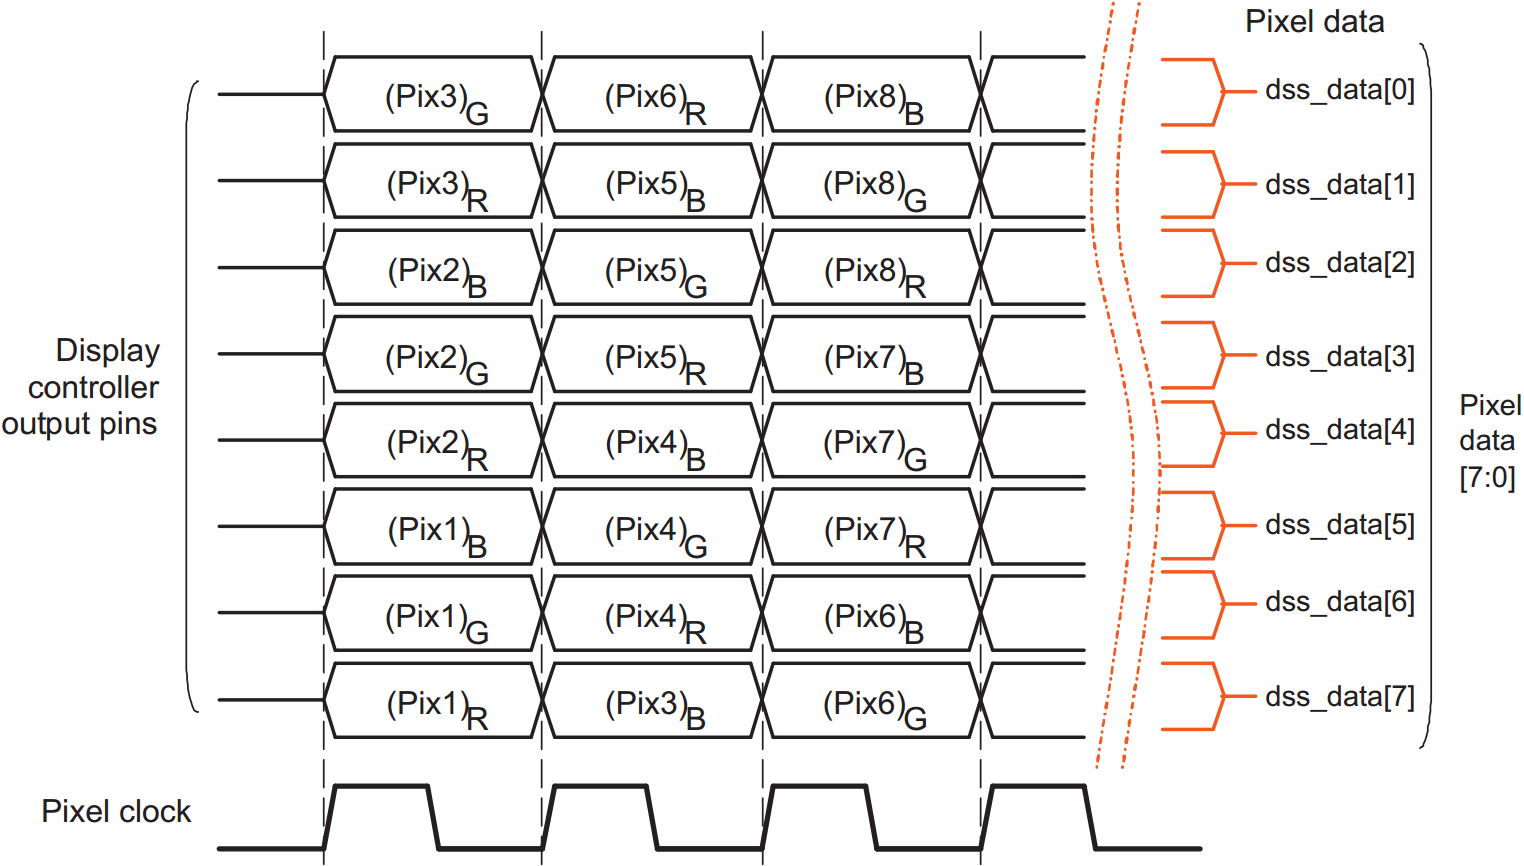 Pixel data
(Pix3)G (Pix6)R (Pix8)B dss_data[0]
(Pix3)R (Pix5)B (Pix8)G dss_data[1]
(Pix2)B (Pix5)G (Pix8)R dss_data[2]
(Pix2)G (Pix5)R (Pix7)B dss_data[3]
(Pix2)R (Pix4)B (Pix7)G dss_data[4]
(Pix1)B (Pix4)G (Pix7)R dss_data[5]
(Pix1)G (Pix4)R (Pix6)B dss_data[6]
(Pix1)R (Pix3)B (Pix6)G dss_data[7]
Display
controller
output pins
Pixel
data
[7:0]
Pixel clock